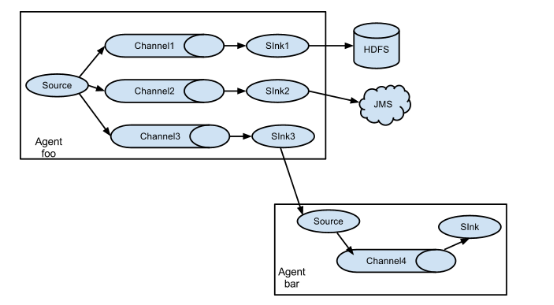 Channel1
SInk1
HDFS
Source
Channel2
SInk2
JMS
Channel3
SInk3
Agent
foo
Source
SInk
Channel4
Agent
bar